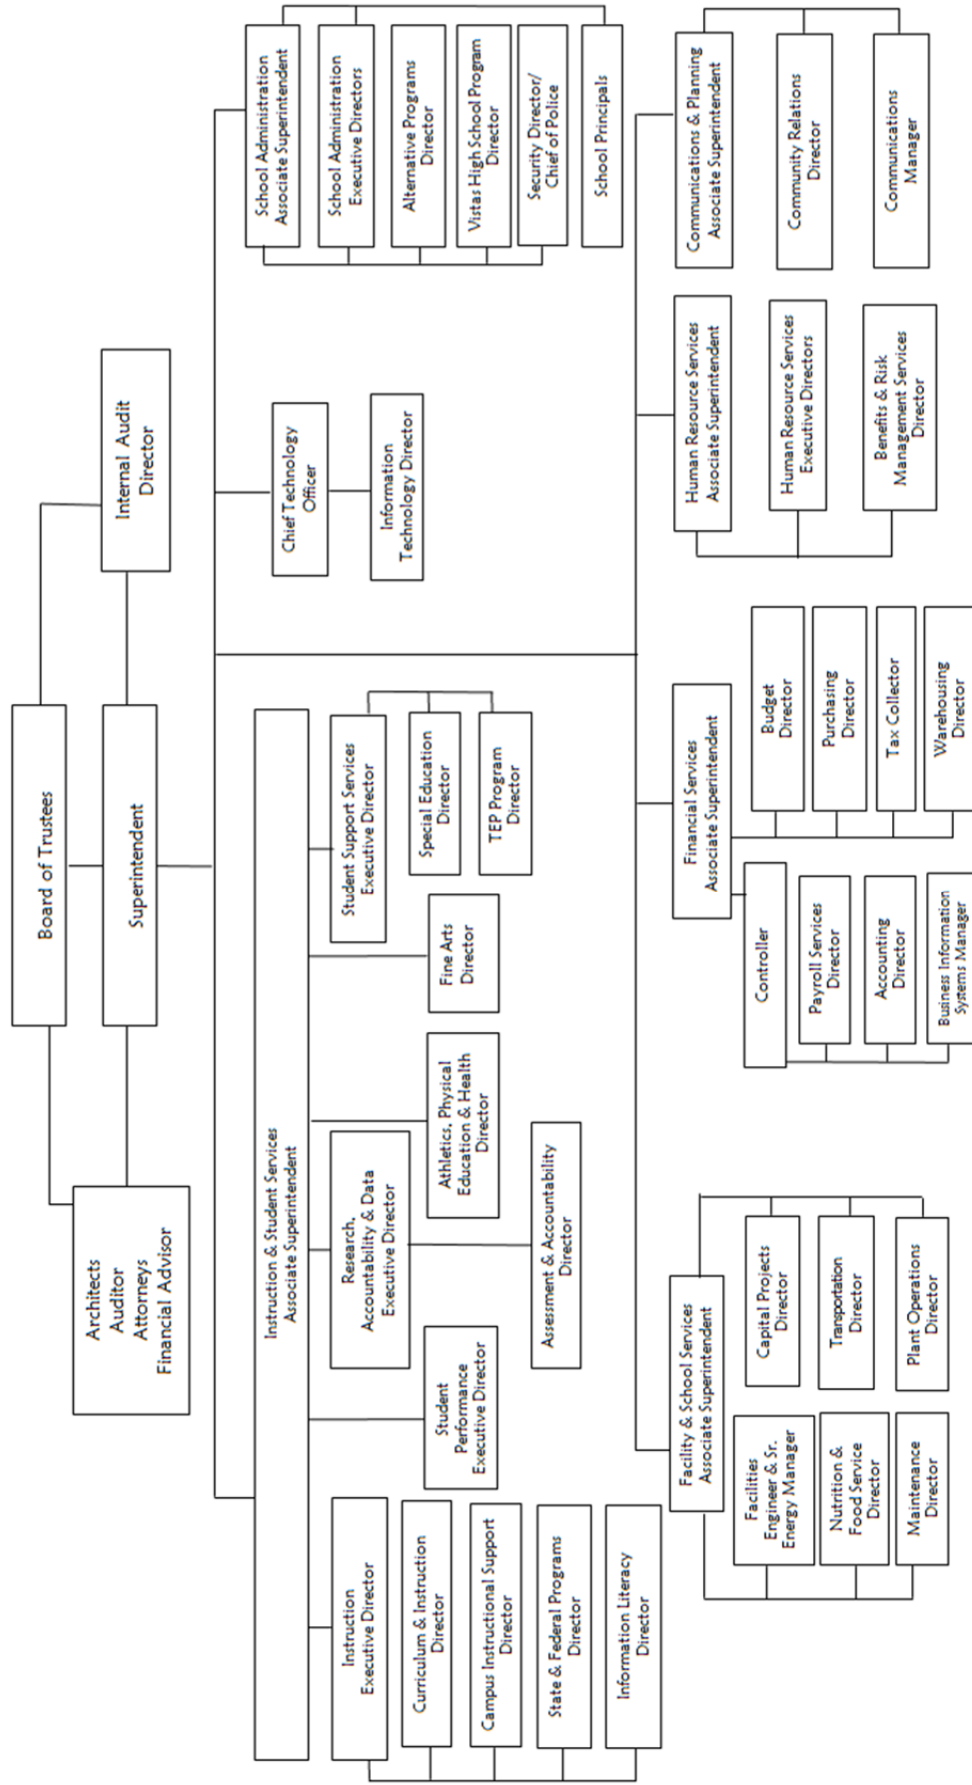 Board of Trustees
Architects
Auditor
Attorneys
Financial Advisor
Superintendent
Internal Audit
Director
Instruction & Student Services
Associate Superintendent
Chief Technology
Officer
Information
Technology Director
School Administration
Associate Superintendent
School Administration
Executive Directors
Alternative Programs
Director
Vistas High School Program
Director
Security Director/
Chief of Police
School Principals
Instruction
Executive Director
Curriculum & Instruction
Director
Campus Instructional Support
Director
State & Federal Programs
Director
Information Literacy
Director
Student
Performance
Executive Director
Research,
Accountability & Data
Executive Director
Assessment & Accountability
Director
Athletics, Physical
Education & Health
Director
Fine Arts
Director
Student Support Services
Executive Director
Special Education
Director
TEP Program
Director
Facility & School Services
Associate Superintendent
Facilities
Engineer & Sr.
Energy Manager
Nutrition &
Food Service
Director
Maintenance
Director
Capital Projects
Director
Transportation
Director
Plant Operations
Director
Financial Services
Associate Superintendent
Controller
Payroll Services
Director
Accounting
Director
Business Information
Systems Manager
Budget
Director
Purchasing
Director
Tax Collector
Warehousing
Director
Human Resource Services
Associate Superintendent
Human Resource Services
Executive Directors
Benefits & Risk
Management Services
Director
Communications & Planning
Associate Superintendent
Community Relations
Director
Communications
Manager